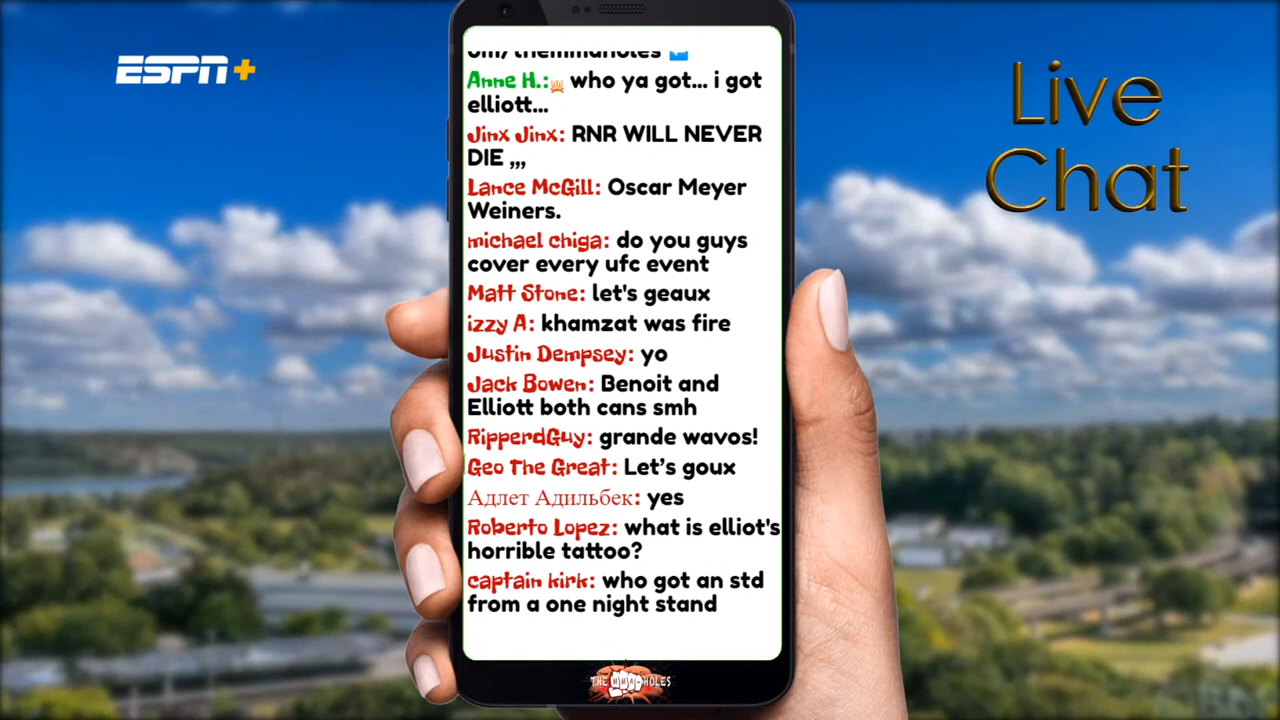 ESPN+
Live
Chat
Anne H.: who ya got... i got
elliott...
Jinx Jinx: RNR WILL NEVER
DIE ,,,
Lance McGill: Oscar Meyer
Weiners.
michael chiga: do you guys
cover every ufc event
Matt Stone: let's geaux
izzy A: khamzat was fire
Justin Dempsey: yo
Jack Bowen: Benoit and
Elliott both cans smh
RipperdGuy: grande wavos!
Geo The Great: Let’s goux
Адлет Адильбек: yes
Roberto Lopez: what is elliot's
horrible tattoo?
captain kirk: who got an std
from a one night stand
THE MMA-HOLES